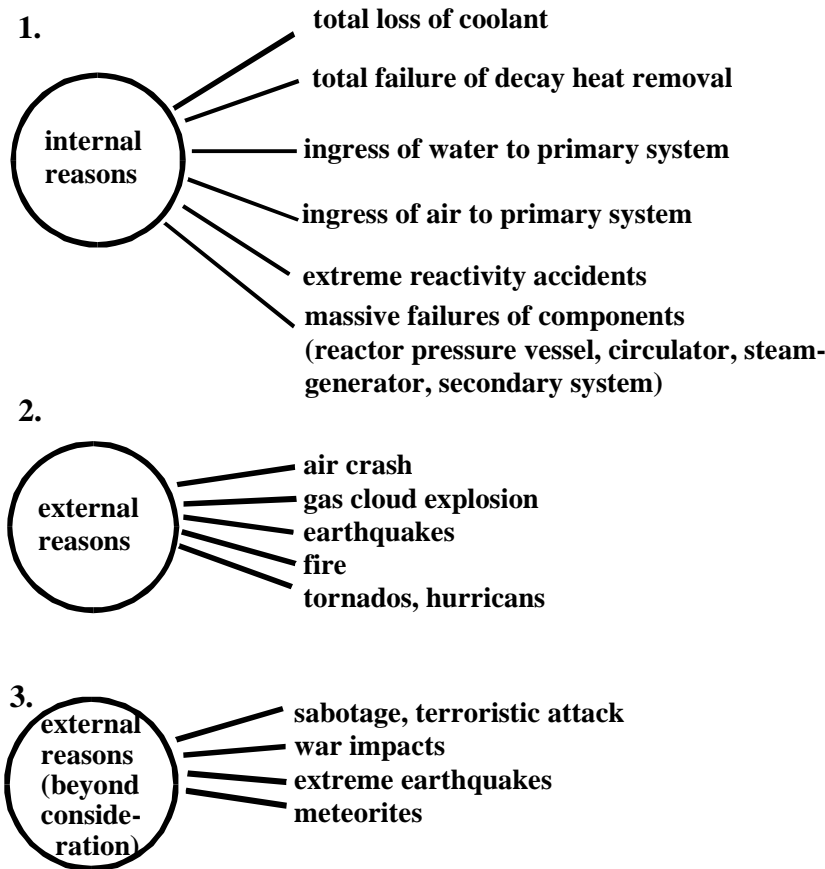 1.
internal
reasons
total loss of coolant
total failure of decay heat removal
ingress of water to primary system
ingress of air to primary system
extreme reactivity accidents
massive failures of components
(reactor pressure vessel, circulator, steam-
generator, secondary system)
2.
external
reasons
air crash
gas cloud explosion
earthquakes
fire
tornados, hurricans
3.
external
reasons
(beyond
conside-
ration)
sabotage, terroristic attack
war impacts
extreme earthquakes
meteorites